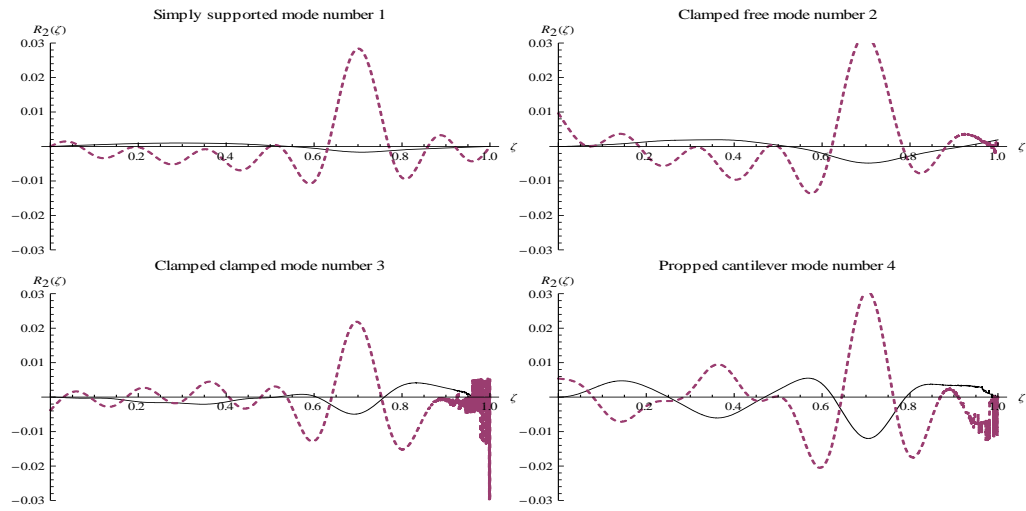 Simply supported mode number 1
R2(ζ)
0.03
0.02
0.01
−0.01
−0.02
−0.03
0.2 0.4 0.6 0.8 1.0 ζ
Clamped free mode number 2
R2(ζ)
0.03
0.02
0.01
−0.01
−0.02
−0.03
0.2 0.4 0.6 0.8 1.0 ζ
Clamped clamped mode number 3
R2(ζ)
0.03
0.02
0.01
−0.01
−0.02
−0.03
0.2 0.4 0.6 0.8 1.0 ζ
Propped cantilever mode number 4
R2(ζ)
0.03
0.02
0.01
−0.01
−0.02
−0.03
0.2 0.4 0.6 0.8 1.0 ζ